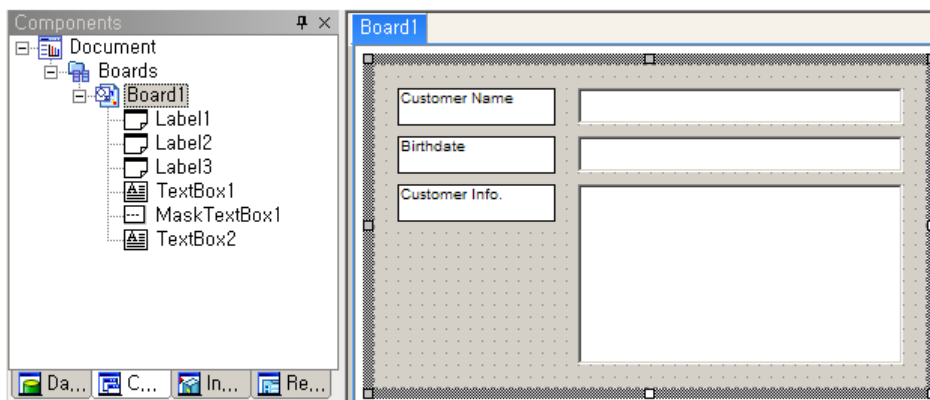 Components
Document
Boards
Board1
Label1
Label2
Label3
TextBox1
MaskTextBox1
TextBox2
Da...
C...
In...
Re...
Board1
Customer Name
Birthdate
Customer Info.